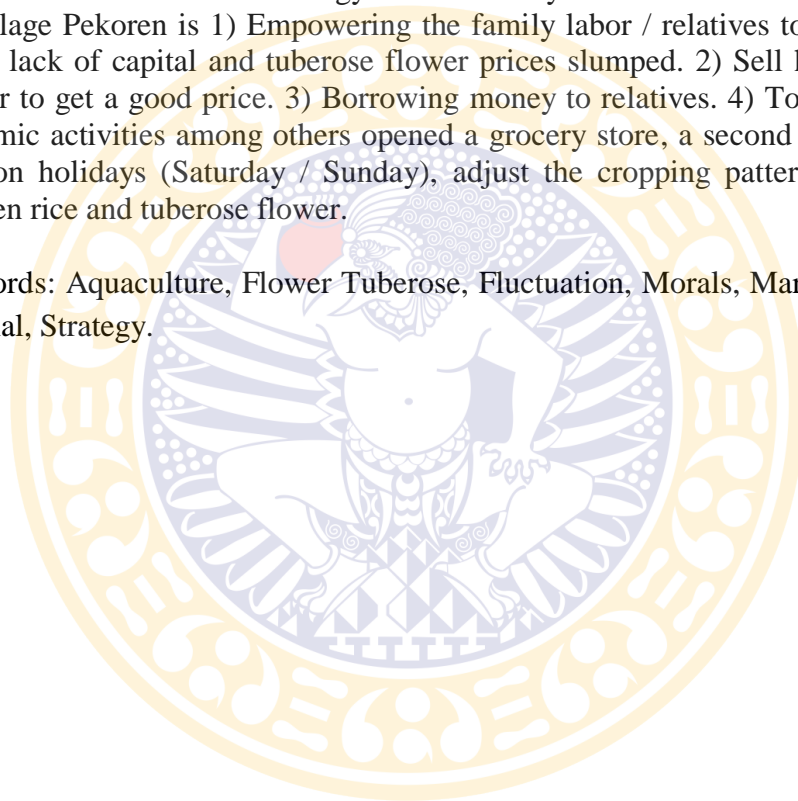 lage Pekoren is 1) Empowering the family labor / relatives to
lack of capital and tuberose flower prices slumped. 2) Sell
r to get a good price. 3) Borrowing money to relatives. 4) To
mic activities among others opened a grocery store, a second
on holidays (Saturday / Sunday), adjust the cropping patter
en rice and tuberose flower.
ords: Aquaculture, Flower Tuberose, Fluctuation, Morals, Mar
al, Strategy.